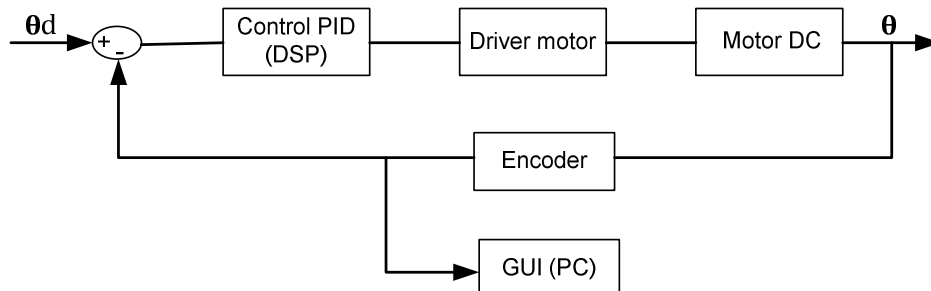 θd
+
-
Control PID
(DSP)
Driver motor
Motor DC
θ
Encoder
GUI (PC)